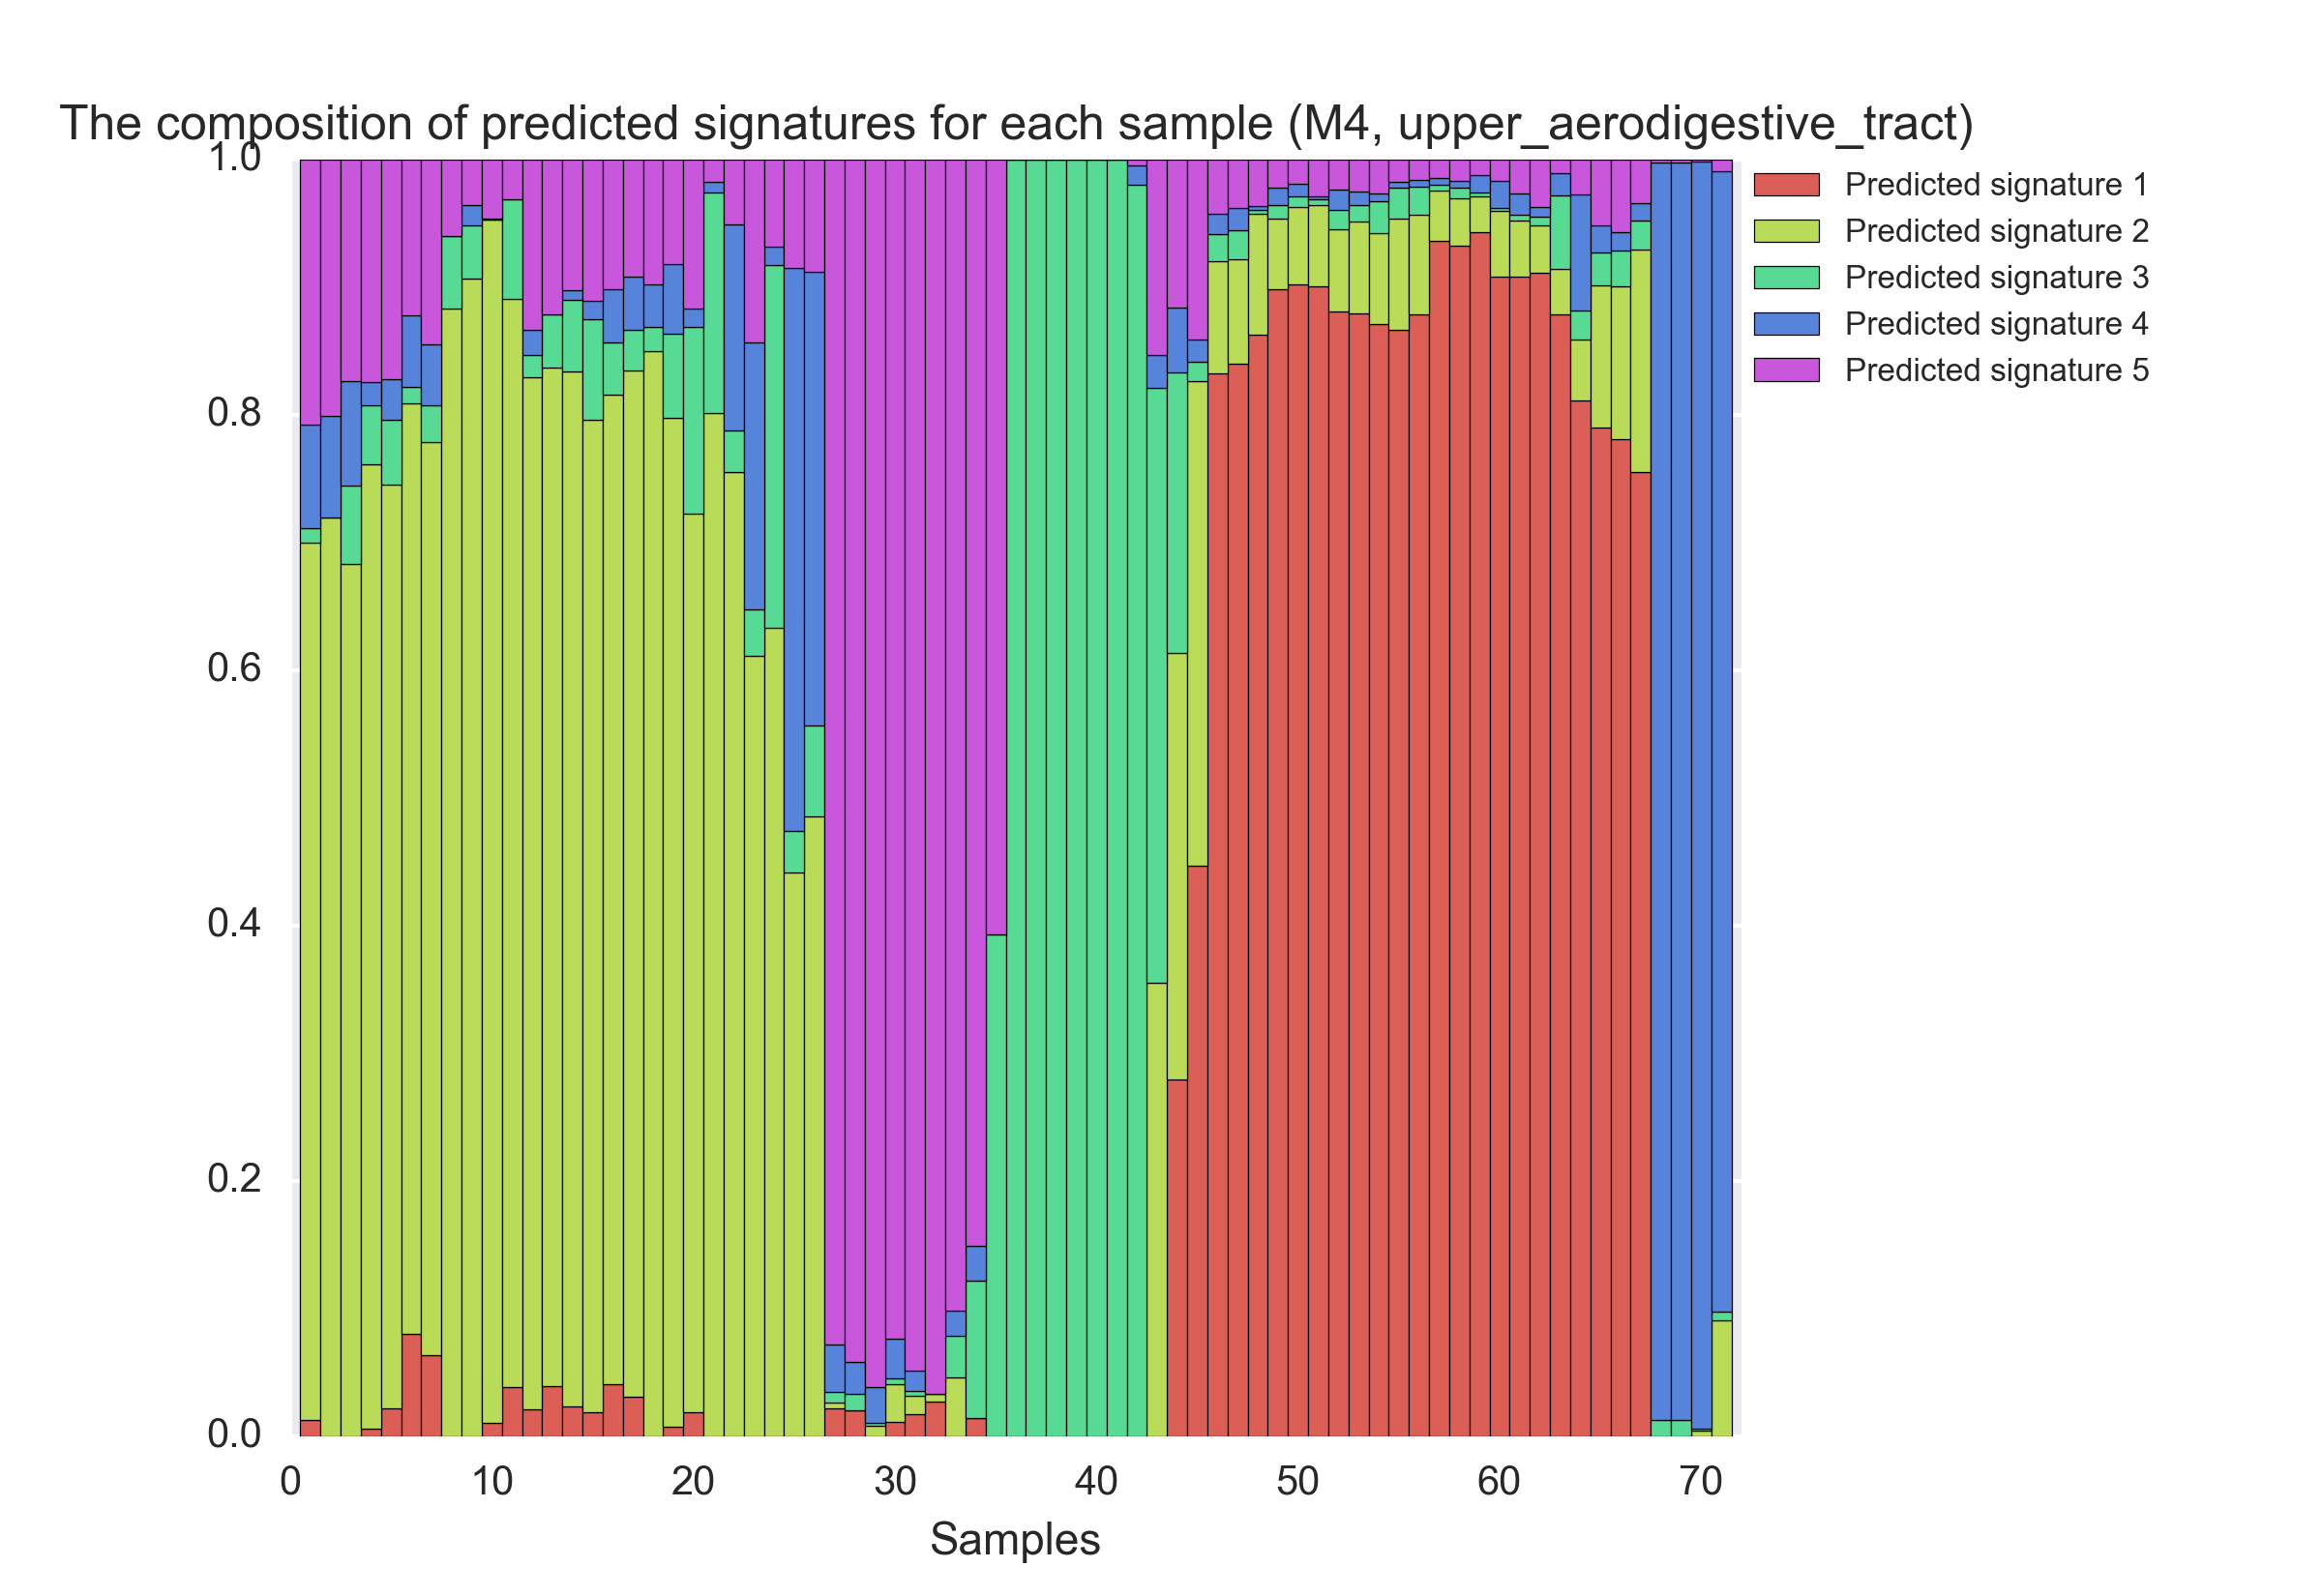 The composition of predicted signatures for each sample (M4, upper_aerodigestive_tract)
1.0
0.8
0.6
0.4
0.2
0.0
0 10 20 30 40 50 60 70
Samples
Predicted signature 1
Predicted signature 2
Predicted signature 3
Predicted signature 4
Predicted signature 5